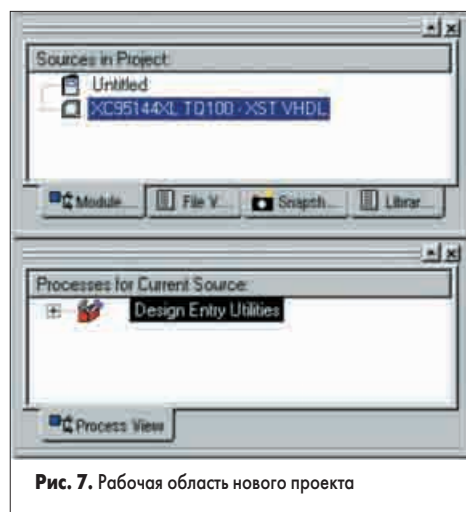 Sources in Project:
Untitled
XC95144XL TQ100 - XST VHDL
Module... File V... Snapsh... Librar...
Processes for Current Source:
Design Entry Utilities
Process View
Рис. 7. Рабочая область нового проекта